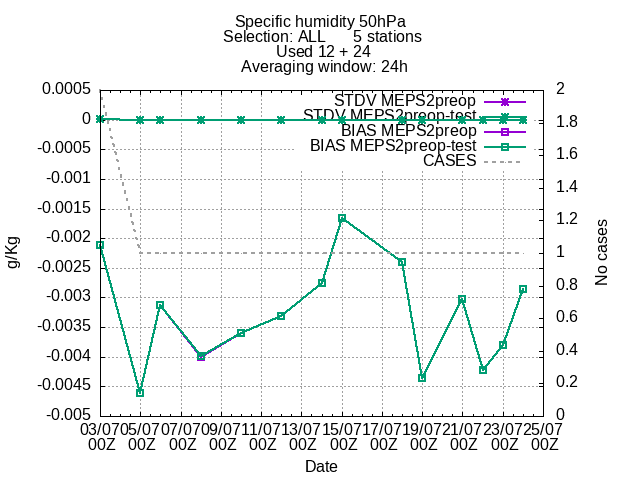 Specific humidity 50hPa
Selection: ALL 5 stations
Used 12 + 24
Averaging window: 24h
STDV MEPS2preop
STDV MEPS2preop-test
BIAS MEPS2preop
BIAS MEPS2preop-test
CASES
0.0005
0
-0.0005
-0.001
-0.0015
-0.002
-0.0025
-0.003
-0.0035
-0.004
-0.0045
-0.005
g/Kg
2
1.8
1.6
1.4
1.2
1
0.8
0.6
0.4
0.2
0
No cases
03/07 05/07 07/07 09/07 11/07 13/07 15/07 17/07 19/07 21/07 23/07 25/07
00Z 00Z 00Z 00Z 00Z 00Z 00Z 00Z 00Z 00Z 00Z 00Z
Date